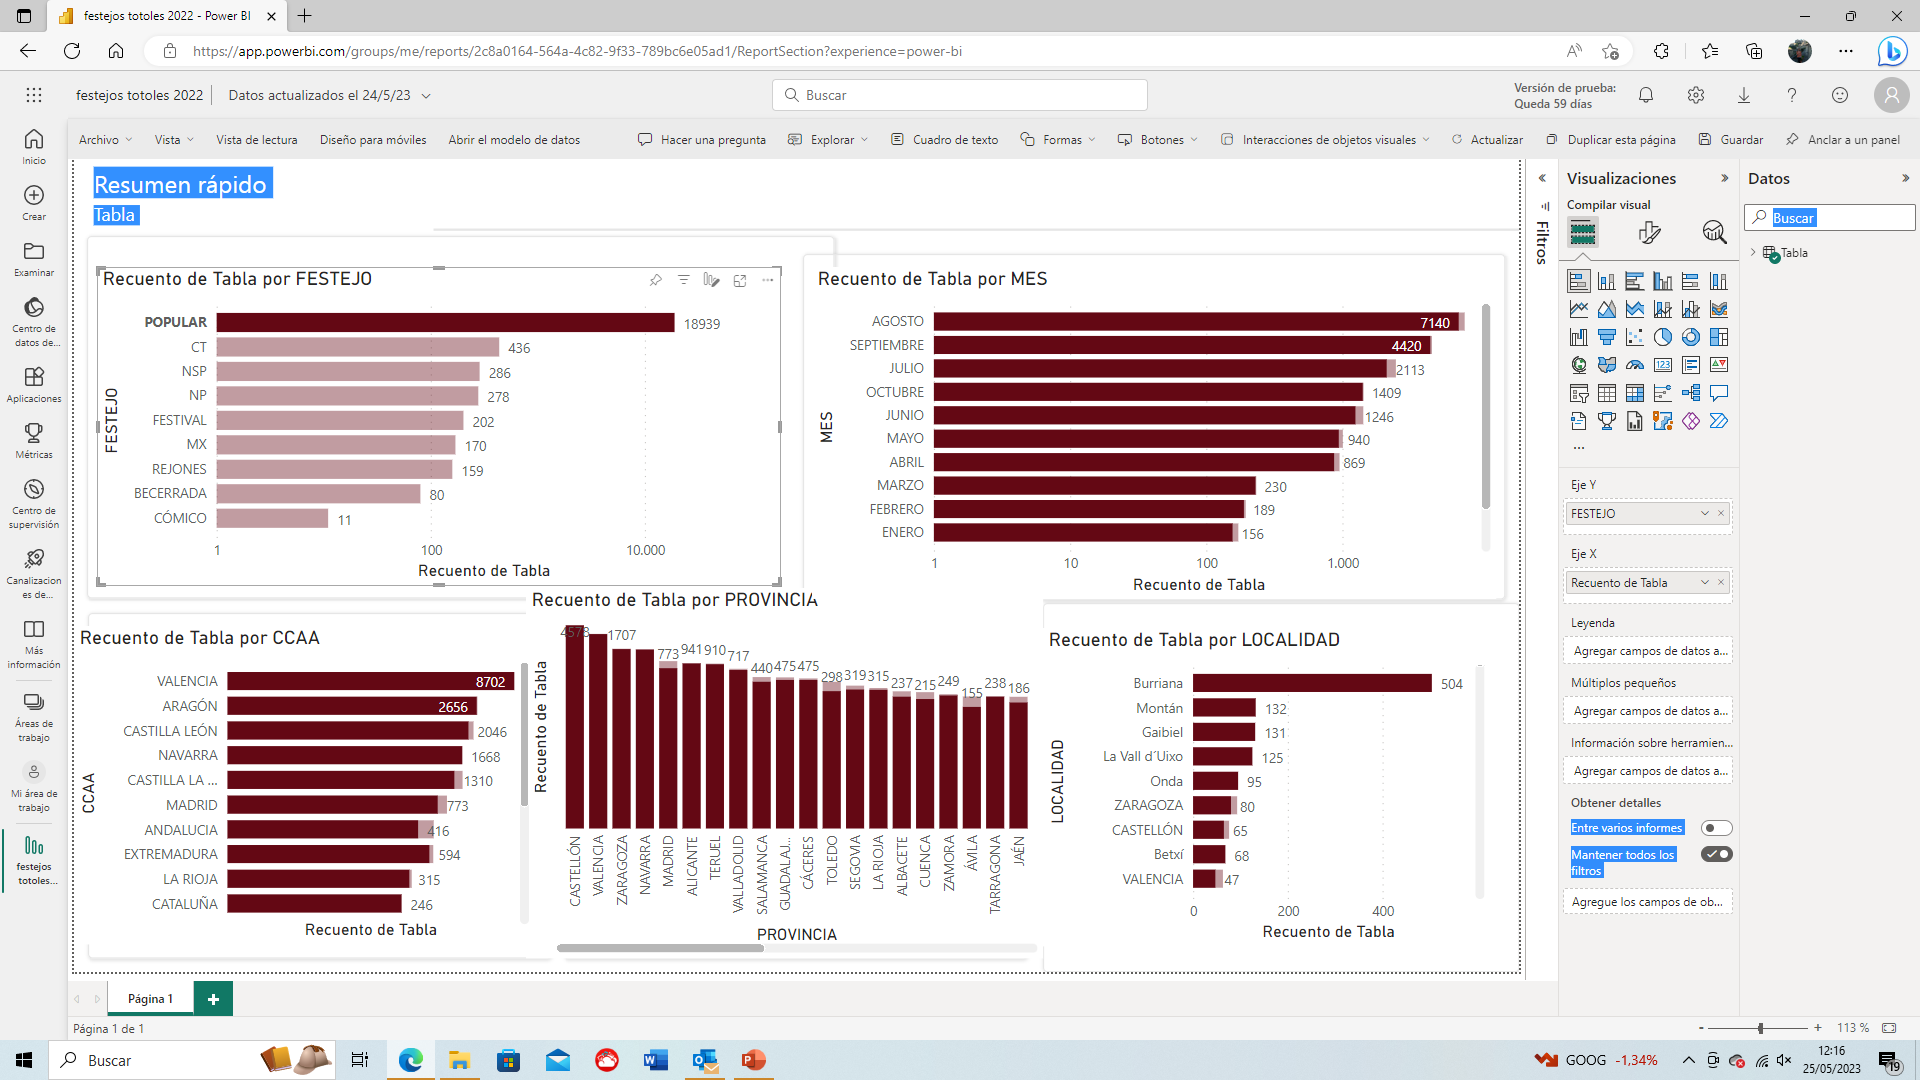 festejos totoles 2022 - Power BI
https://app.powerbi.com/groups/me/reports/2c8a0164-564a-4c82-9f33-789bc6e05ad1/ReportSection?experience=power-bi
festejos totoles 2022
Datos actualizados el 24/5/23
Buscar
Versión de prueba:
Queda 59 días
Archivo
Vista
Vista de lectura
Diseño para móviles
Abrir el modelo de datos
Hacer una pregunta
Explorar
Cuadro de texto
Formas
Botones
Interacciones de objetos visuales
Actualizar
Duplicar esta página
Guardar
Anclar a un panel
Inicio
Crear
Examinar
Centro de
datos de...
Aplicaciones
Métricas
Centro de
supervisión
Canalizacion
es de...
Más
información
Áreas de
trabajo
Mi área de
trabajo
festejos
totoles...
Resumen rápido
Tabla
Recuento de Tabla por FESTEJO
FESTEJO
POPULAR 18939
CT 436
NSP 286
NP 278
FESTIVAL 202
MX 170
REJONES 159
BECERRADA 80
CÓMICO 11
1 100 10.000
Recuento de Tabla
Recuento de Tabla por MES
MES
AGOSTO 7140
SEPTIEMBRE 4420
JULIO 2113
OCTUBRE 1409
JUNIO 1246
MAYO 940
ABRIL 869
MARZO 230
FEBRERO 189
ENERO 156
1 10 100 1.000
Recuento de Tabla
Recuento de Tabla por CCAA
CCAA
VALENCIA 8702
ARAGÓN 2656
CASTILLA LEÓN 2046
NAVARRA 1668
CASTILLA LA ... 1310
MADRID 773
ANDALUCIA 416
EXTREMADURA 594
LA RIOJA 315
CATALUÑA 246
Recuento de Tabla
Recuento de Tabla por PROVINCIA
Recuento de Tabla
4578 1707 773 941 910 717 440 475 475 298 319 315 237 215 249 155 238 186
CASTELLÓN
VALENCIA
ZARAGOZA
NAVARRA
MADRID
ALICANTE
TERUEL
VALLADOLID
SALAMANCA
GUADALAJ...
CÁCERES
TOLEDO
SEGOVIA
LA RIOJA
ALBACETE
CUENCA
ZAMORA
ÁVILA
TARRAGONA
JAÉN
PROVINCIA
Recuento de Tabla por LOCALIDAD
LOCALIDAD
Burriana 504
Montán 132
Gaibiel 131
La Vall d´Uixo 125
Onda 95
ZARAGOZA 80
CASTELLÓN 65
Betxí 68
VALENCIA 47
0 200 400
Recuento de Tabla
Filtros
Visualizaciones
Compilar visual
123
Eje Y
FESTEJO
Eje X
Recuento de Tabla
Leyenda
Agregar campos de datos a...
Múltiplos pequeños
Agregar campos de datos a...
Información sobre herramien...
Agregar campos de datos a...
Obtener detalles
Entre varios informes
Mantener todos los
filtros
Agregue los campos de ob...
Datos
Buscar
Tabla
Página 1
Página 1 de 1
- + 113 %
Buscar
GOOG -1,34%
12:16
25/05/2023
19